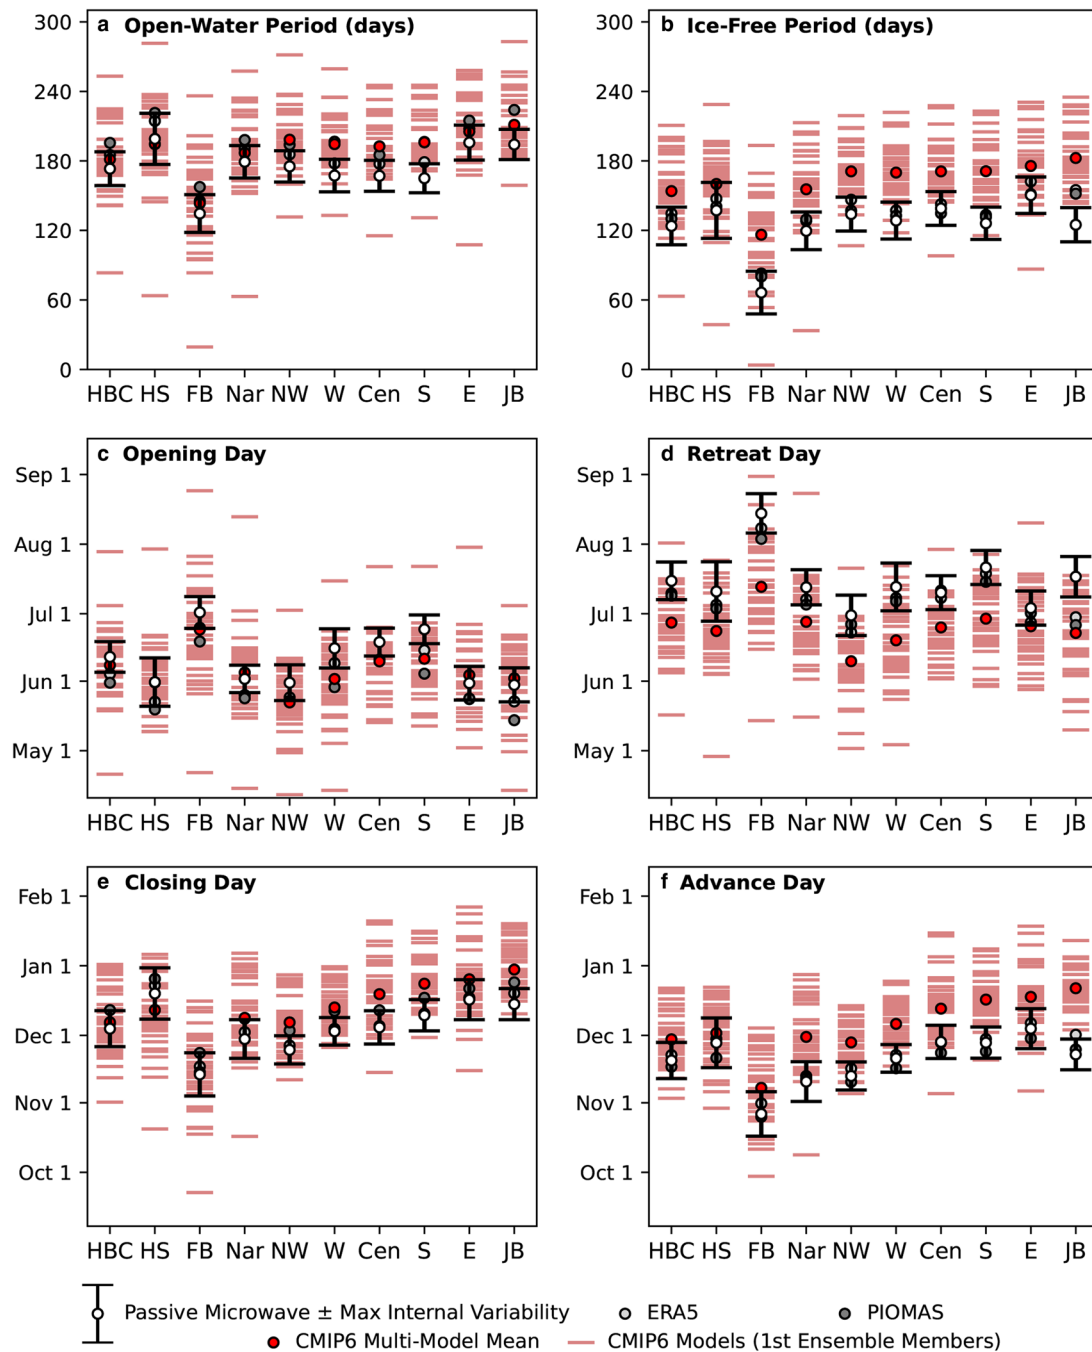 a Open-Water Period (days)
b Ice-Free Period (days)
300
240
180
120
60
0
HBC HS FB Nar NW W Cen S E JB
300
240
180
120
60
0
HBC HS FB Nar NW W Cen S E JB
c Opening Day
d Retreat Day
Sep 1
Aug 1
Jul 1
Jun 1
May 1
HBC HS FB Nar NW W Cen S E JB
Sep 1
Aug 1
Jul 1
Jun 1
May 1
HBC HS FB Nar NW W Cen S E JB
e Closing Day
f Advance Day
Feb 1
Jan 1
Dec 1
Nov 1
Oct 1
HBC HS FB Nar NW W Cen S E JB
Feb 1
Jan 1
Dec 1
Nov 1
Oct 1
HBC HS FB Nar NW W Cen S E JB
Passive Microwave ± Max Internal Variability ERA5 PIOMAS
CMIP6 Multi-Model Mean CMIP6 Models (1st Ensemble Members)